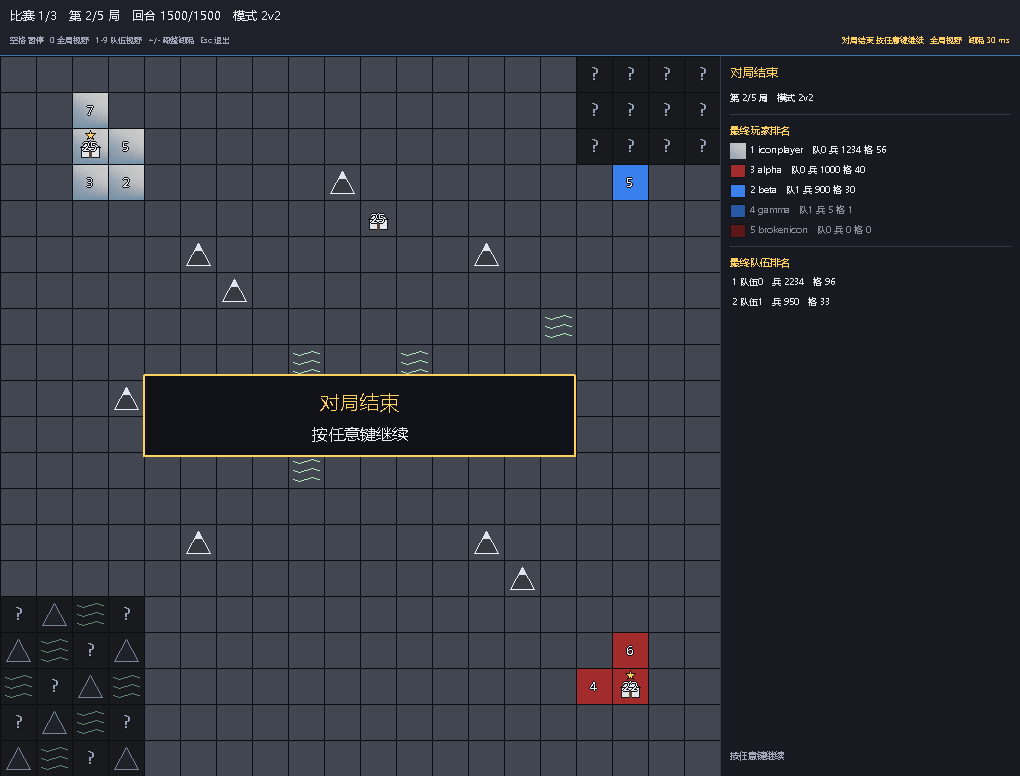 比赛 1/3 第 2/5 局 回合 1500/1500 模式 2v2
空格 暂停 0 全局视野 1-9 队伍视野 +/- 调整间隔 Esc 退出
对局结束 按任意键继续 全局视野 间隔 30 ms
对局结束
第 2/5 局 模式 2v2
最终玩家排名
1 iconplayer 队0 兵 1234 格 56
3 alpha 队0 兵 1000 格 40
2 beta 队1 兵 900 格 30
4 gamma 队1 兵 5 格 1
5 brokenicon 队0 兵 0 格 0
最终队伍排名
1 队伍0 兵 2234 格 96
2 队伍1 兵 950 格 33
? ? ? ?
7 ? ? ? ?
25 5 ? ? ? ?
3 2 5
25
对局结束
按任意键继续
? ?
? 6
? 4 22
? ?
?
按任意键继续